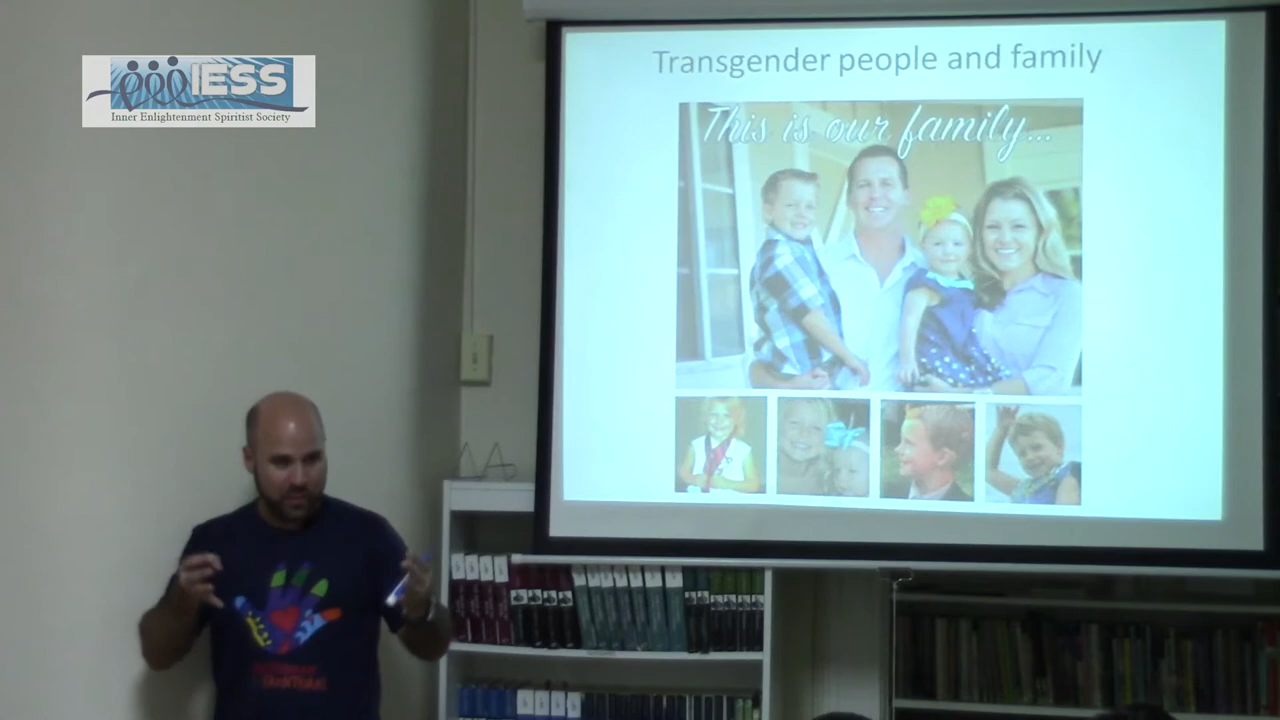 IESS
Inner Enlightenment Spiritist Society
Transgender people and family
This is our family...